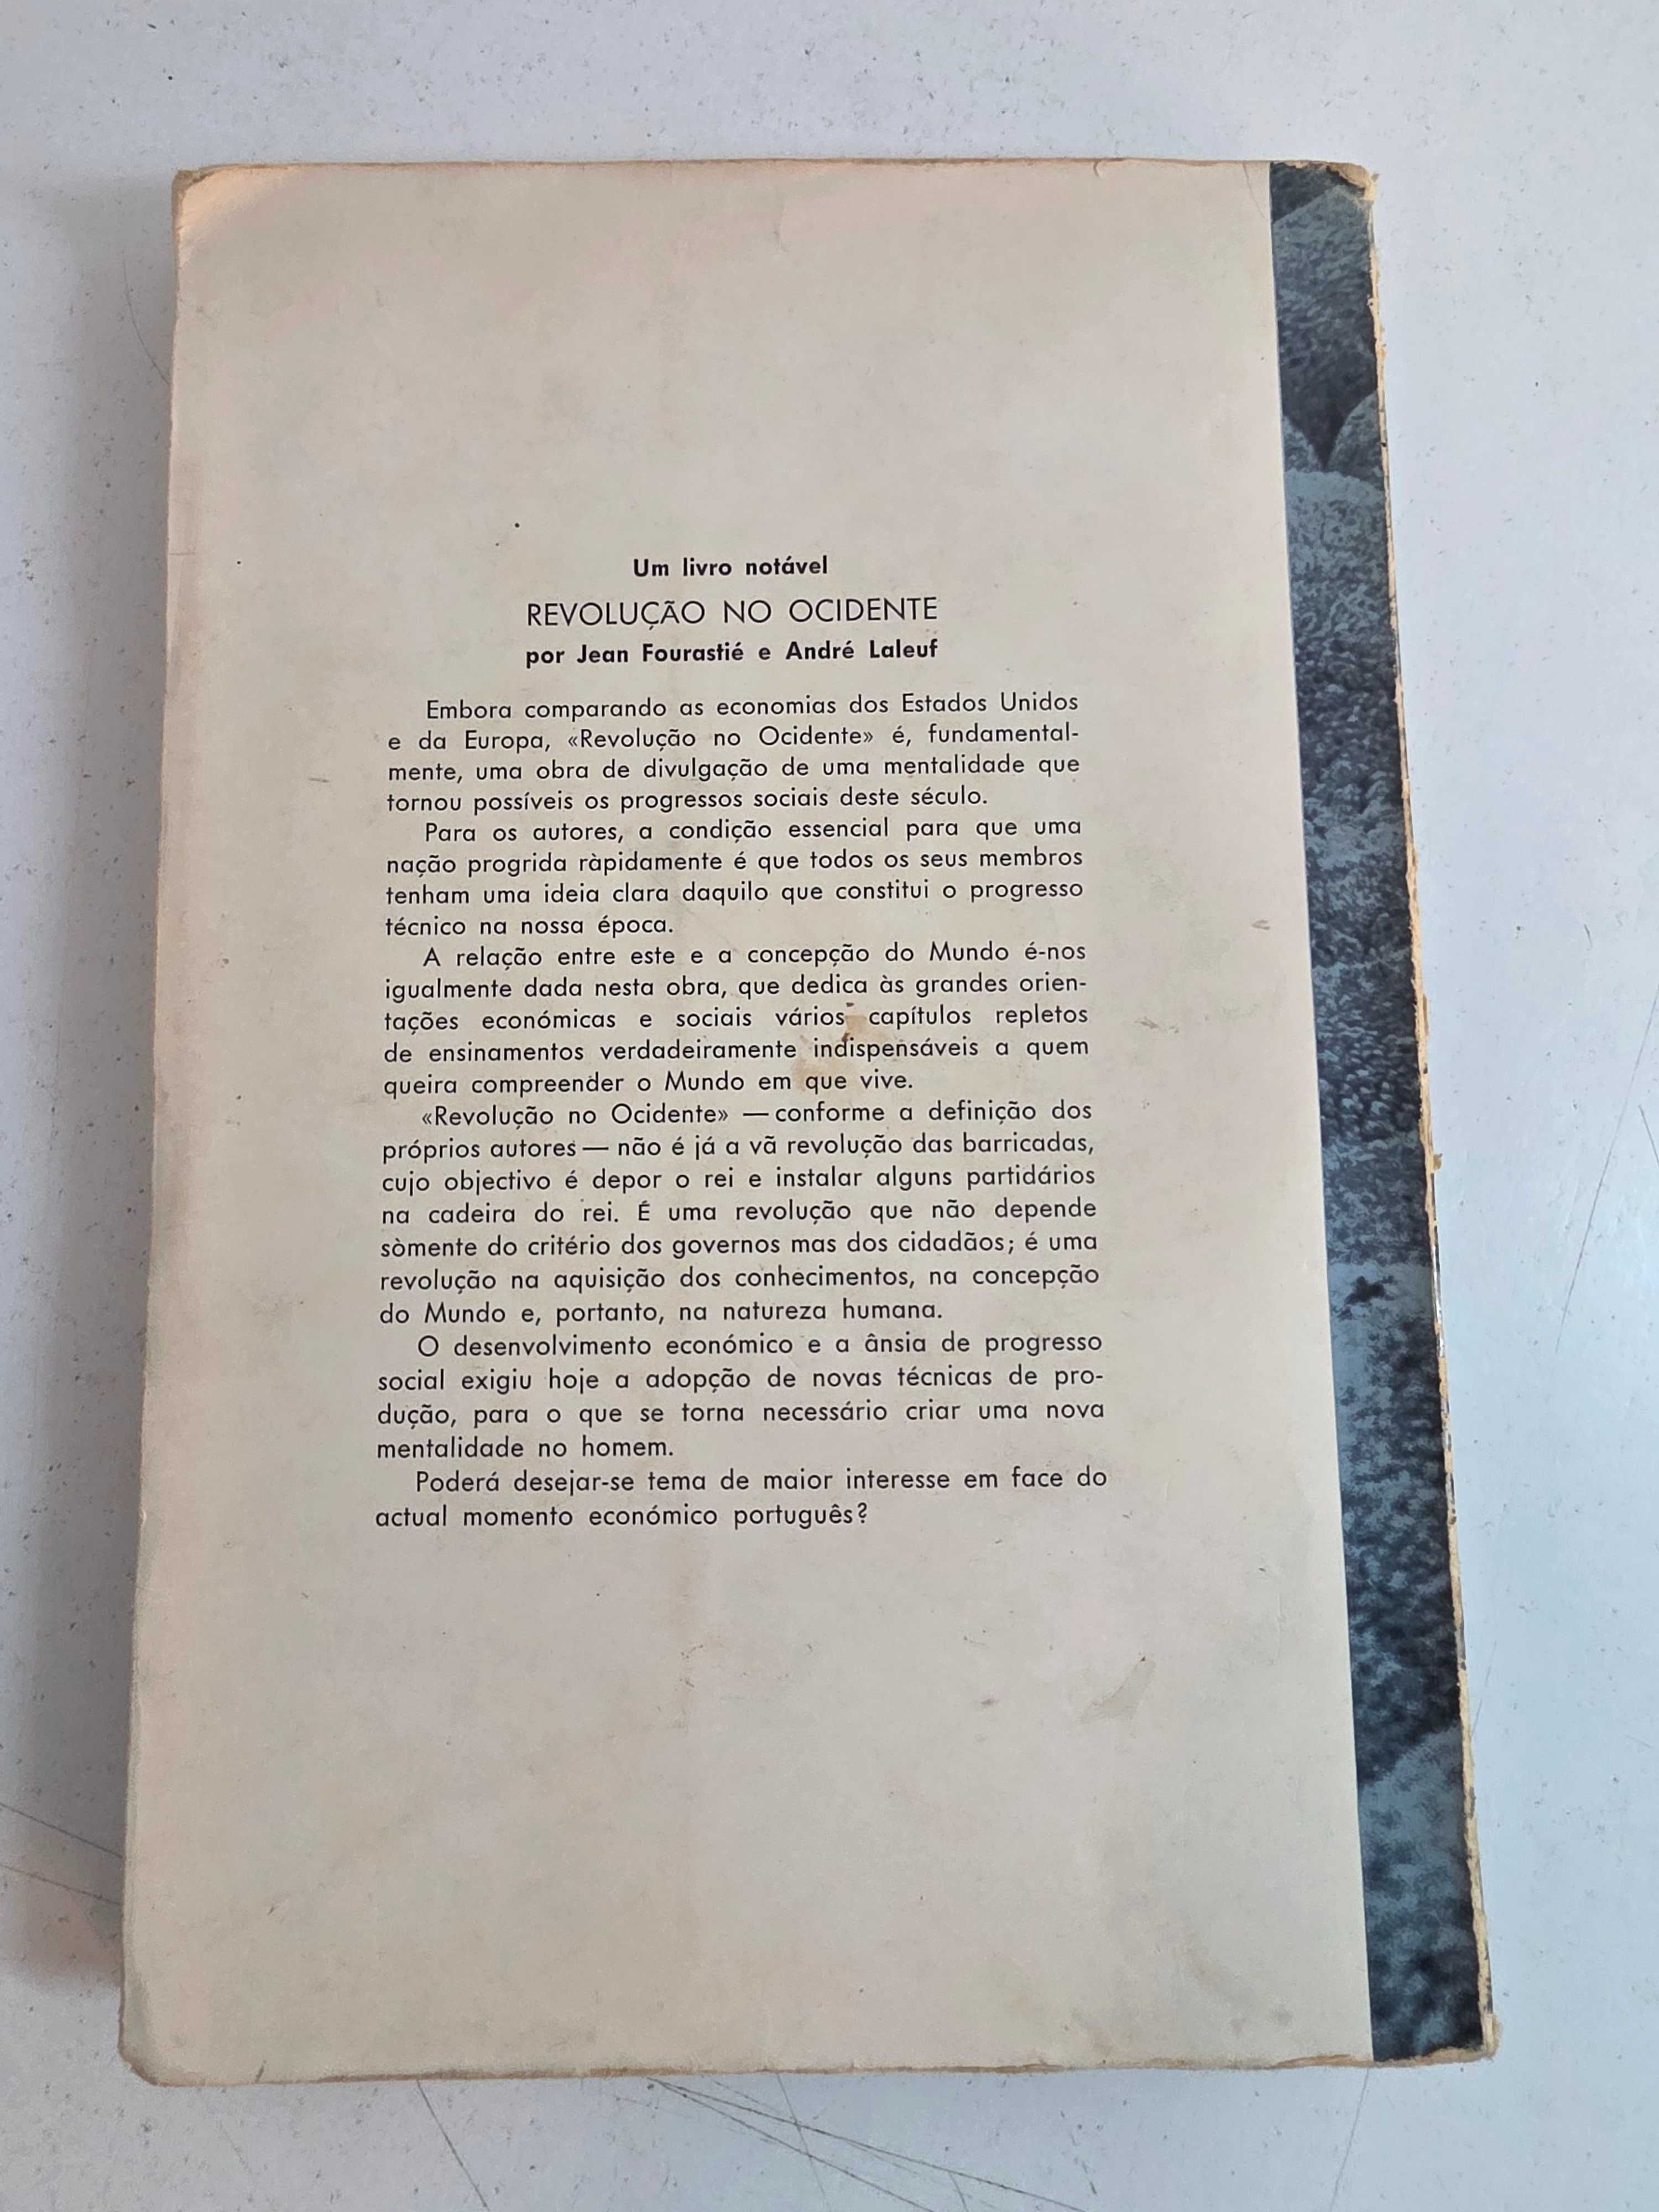 Um livro notável
REVOLUÇÃO NO OCIDENTE
por Jean Fourastié e André Laleuf
Embora comparando as economias dos Estados Unidos
e da Europa, «Revolução no Ocidente» é, fundamental-
mente, uma obra de divulgação de uma mentalidade que
tornou possíveis os progressos sociais deste século.
Para os autores, a condição essencial para que uma
nação progrida ràpidamente é que todos os seus membros
tenham uma ideia clara daquilo que constitui o progresso
técnico na nossa época.
A relação entre este e a concepção do Mundo é-nos
igualmente dada nesta obra, que dedica às grandes orien-
tações económicas e sociais vários capítulos repletos
de ensinamentos verdadeiramente indispensáveis a quem
queira compreender o Mundo em que vive.
«Revolução no Ocidente» — conforme a definição dos
próprios autores — não é já a vã revolução das barricadas,
cujo objectivo é depor o rei e instalar alguns partidários
na cadeira do rei. É uma revolução que não depende
sòmente do critério dos governos mas dos cidadãos; é uma
revolução na aquisição dos conhecimentos, na concepção
do Mundo e, portanto, na natureza humana.
O desenvolvimento económico e a ânsia de progresso
social exigiu hoje a adopção de novas técnicas de pro-
dução, para o que se torna necessário criar uma nova
mentalidade no homem.
Poderá desejar-se tema de maior interesse em face do
actual momento económico português?